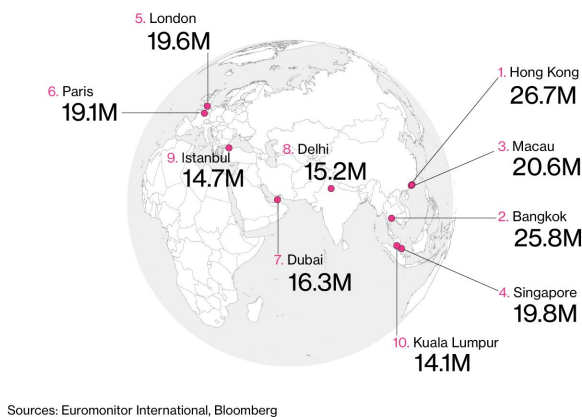 5. London
19.6M
6. Paris
19.1M
1. Hong Kong
26.7M
9. Istanbul
14.7M
8. Delhi
15.2M
3. Macau
20.6M
2. Bangkok
25.8M
7. Dubai
16.3M
4. Singapore
19.8M
10. Kuala Lumpur
14.1M
Sources: Euromonitor International, Bloomberg